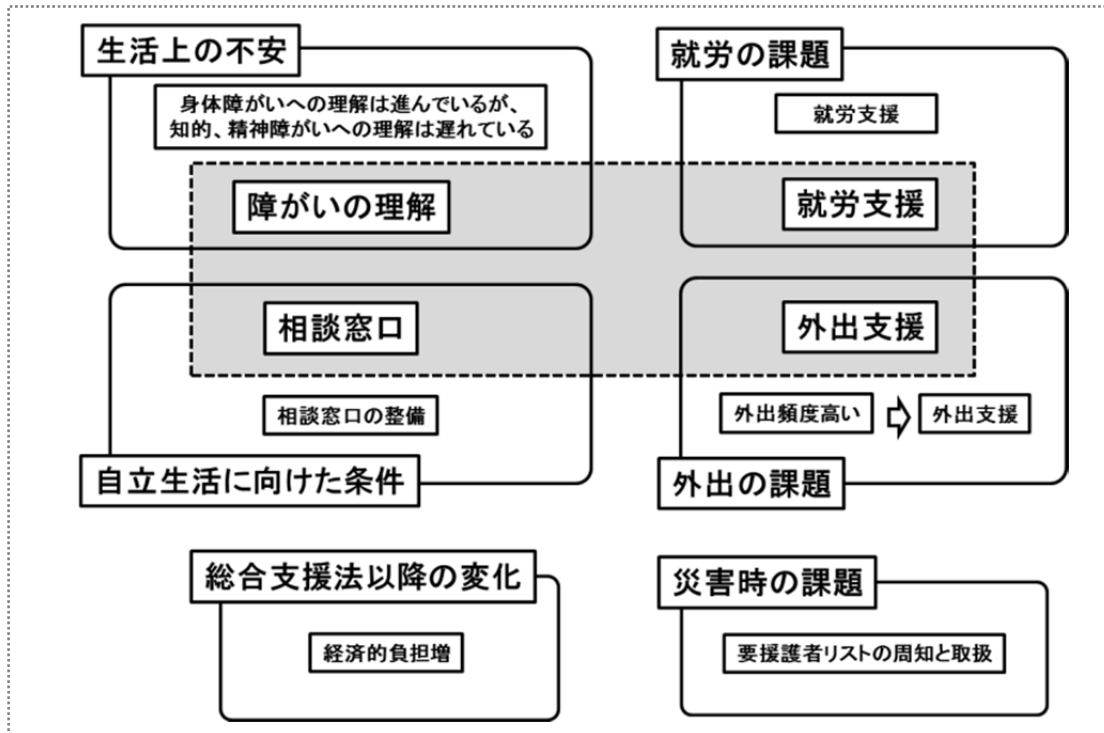 生活上の不安
身体障がいへの理解は進んでいるが、
知的、精神障がいへの理解は遅れている
障がいの理解
就労の課題
就労支援
就労支援
相談窓口
相談窓口の整備
自立生活に向けた条件
外出支援
外出頻度高い
外出支援
外出の課題
総合支援法以降の変化
経済的負担増
災害時の課題
要援護者リストの周知と取扱